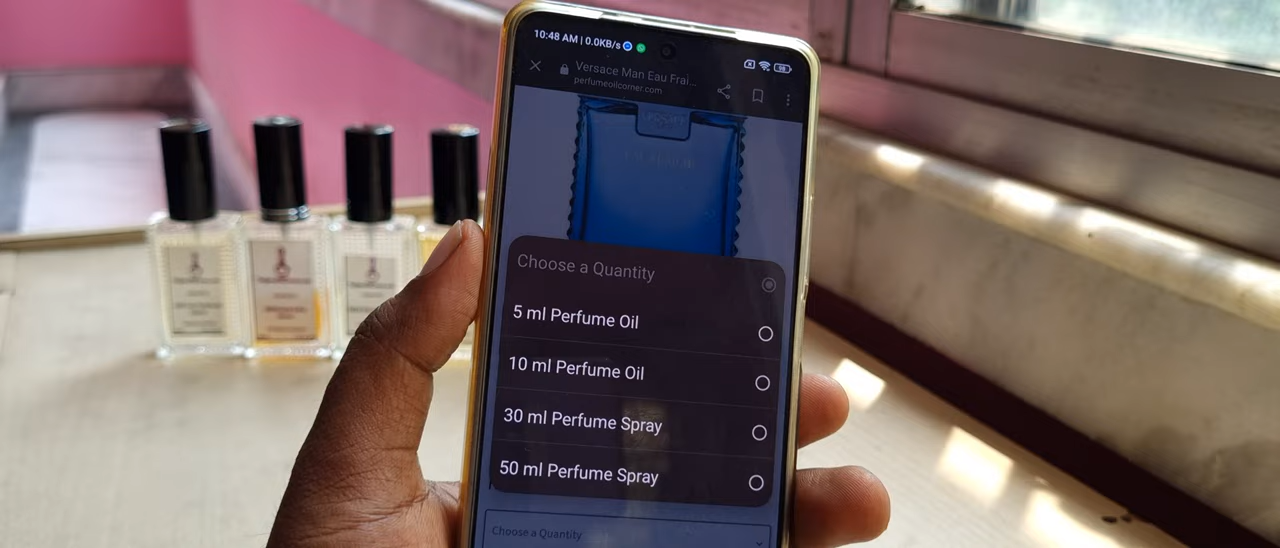 10:48 AM | 0.0KB/s
98
Versace Man Eau Frai...
perfumeoilcorner.com
Choose a Quantity
5 ml Perfume Oil
10 ml Perfume Oil
30 ml Perfume Spray
50 ml Perfume Spray
Choose a Quantity